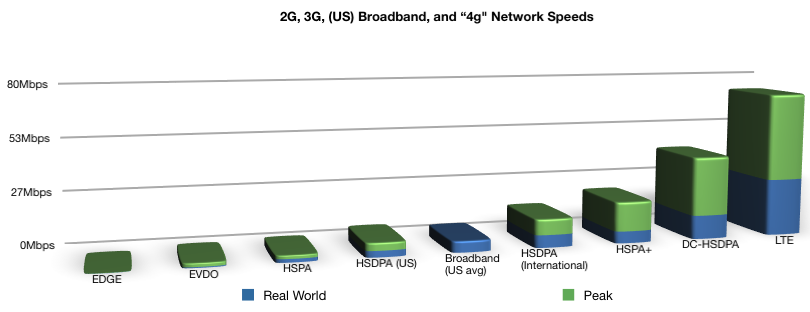 2G, 3G, (US) Broadband, and “4g" Network Speeds
80Mbps
53Mbps
27Mbps
0Mbps
EDGE
EVDO
HSPA
HSDPA (US)
Broadband
(US avg)
HSDPA
(International)
HSPA+
DC-HSDPA
LTE
Real World
Peak